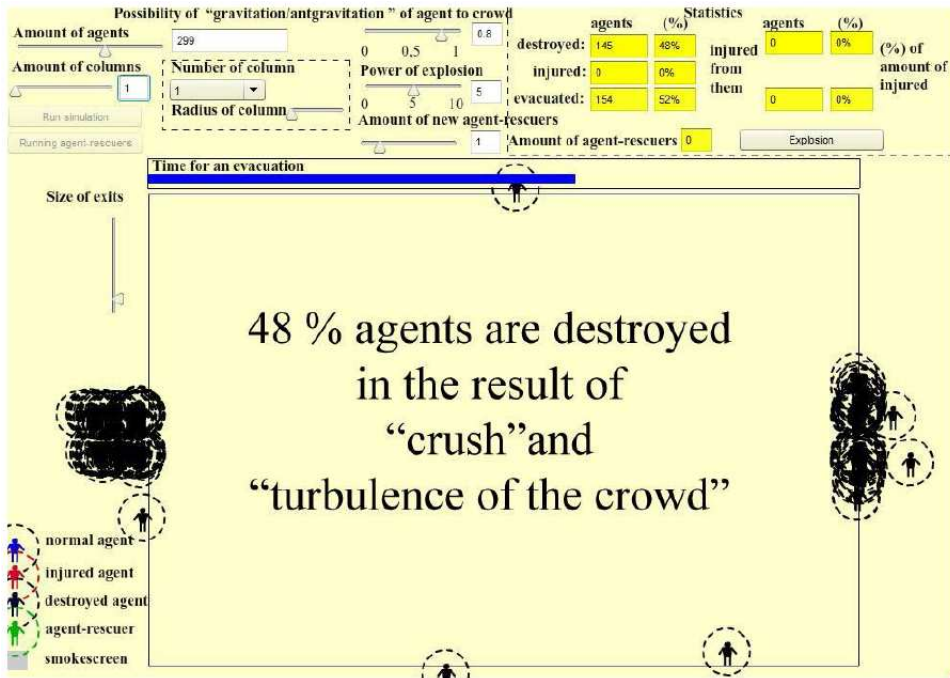 Possibility of “gravitation/antgravitation ” of agent to crowd
Amount of agents
299
0 0,5 1
0.8
Amount of columns
1
Number of column
1
Radius of column
Power of explosion
0 5 10
5
Amount of new agent-rescuers
1
Run simulation
Running agent-rescuers
Statistics
agents (%) agents (%)
destroyed: 145 48%
injured: 0 0%
evacuated: 154 52%
injured of from them
0 0%
0 0%
(%) of amount of injured
Amount of agent-rescuers 0
Explosion
Time for an evacuation
Size of exits
48 % agents are destroyed
in the result of
“crush”and
“turbulence of the crowd”
normal agent
injured agent
destroyed agent
agent-rescuer
smokescreen